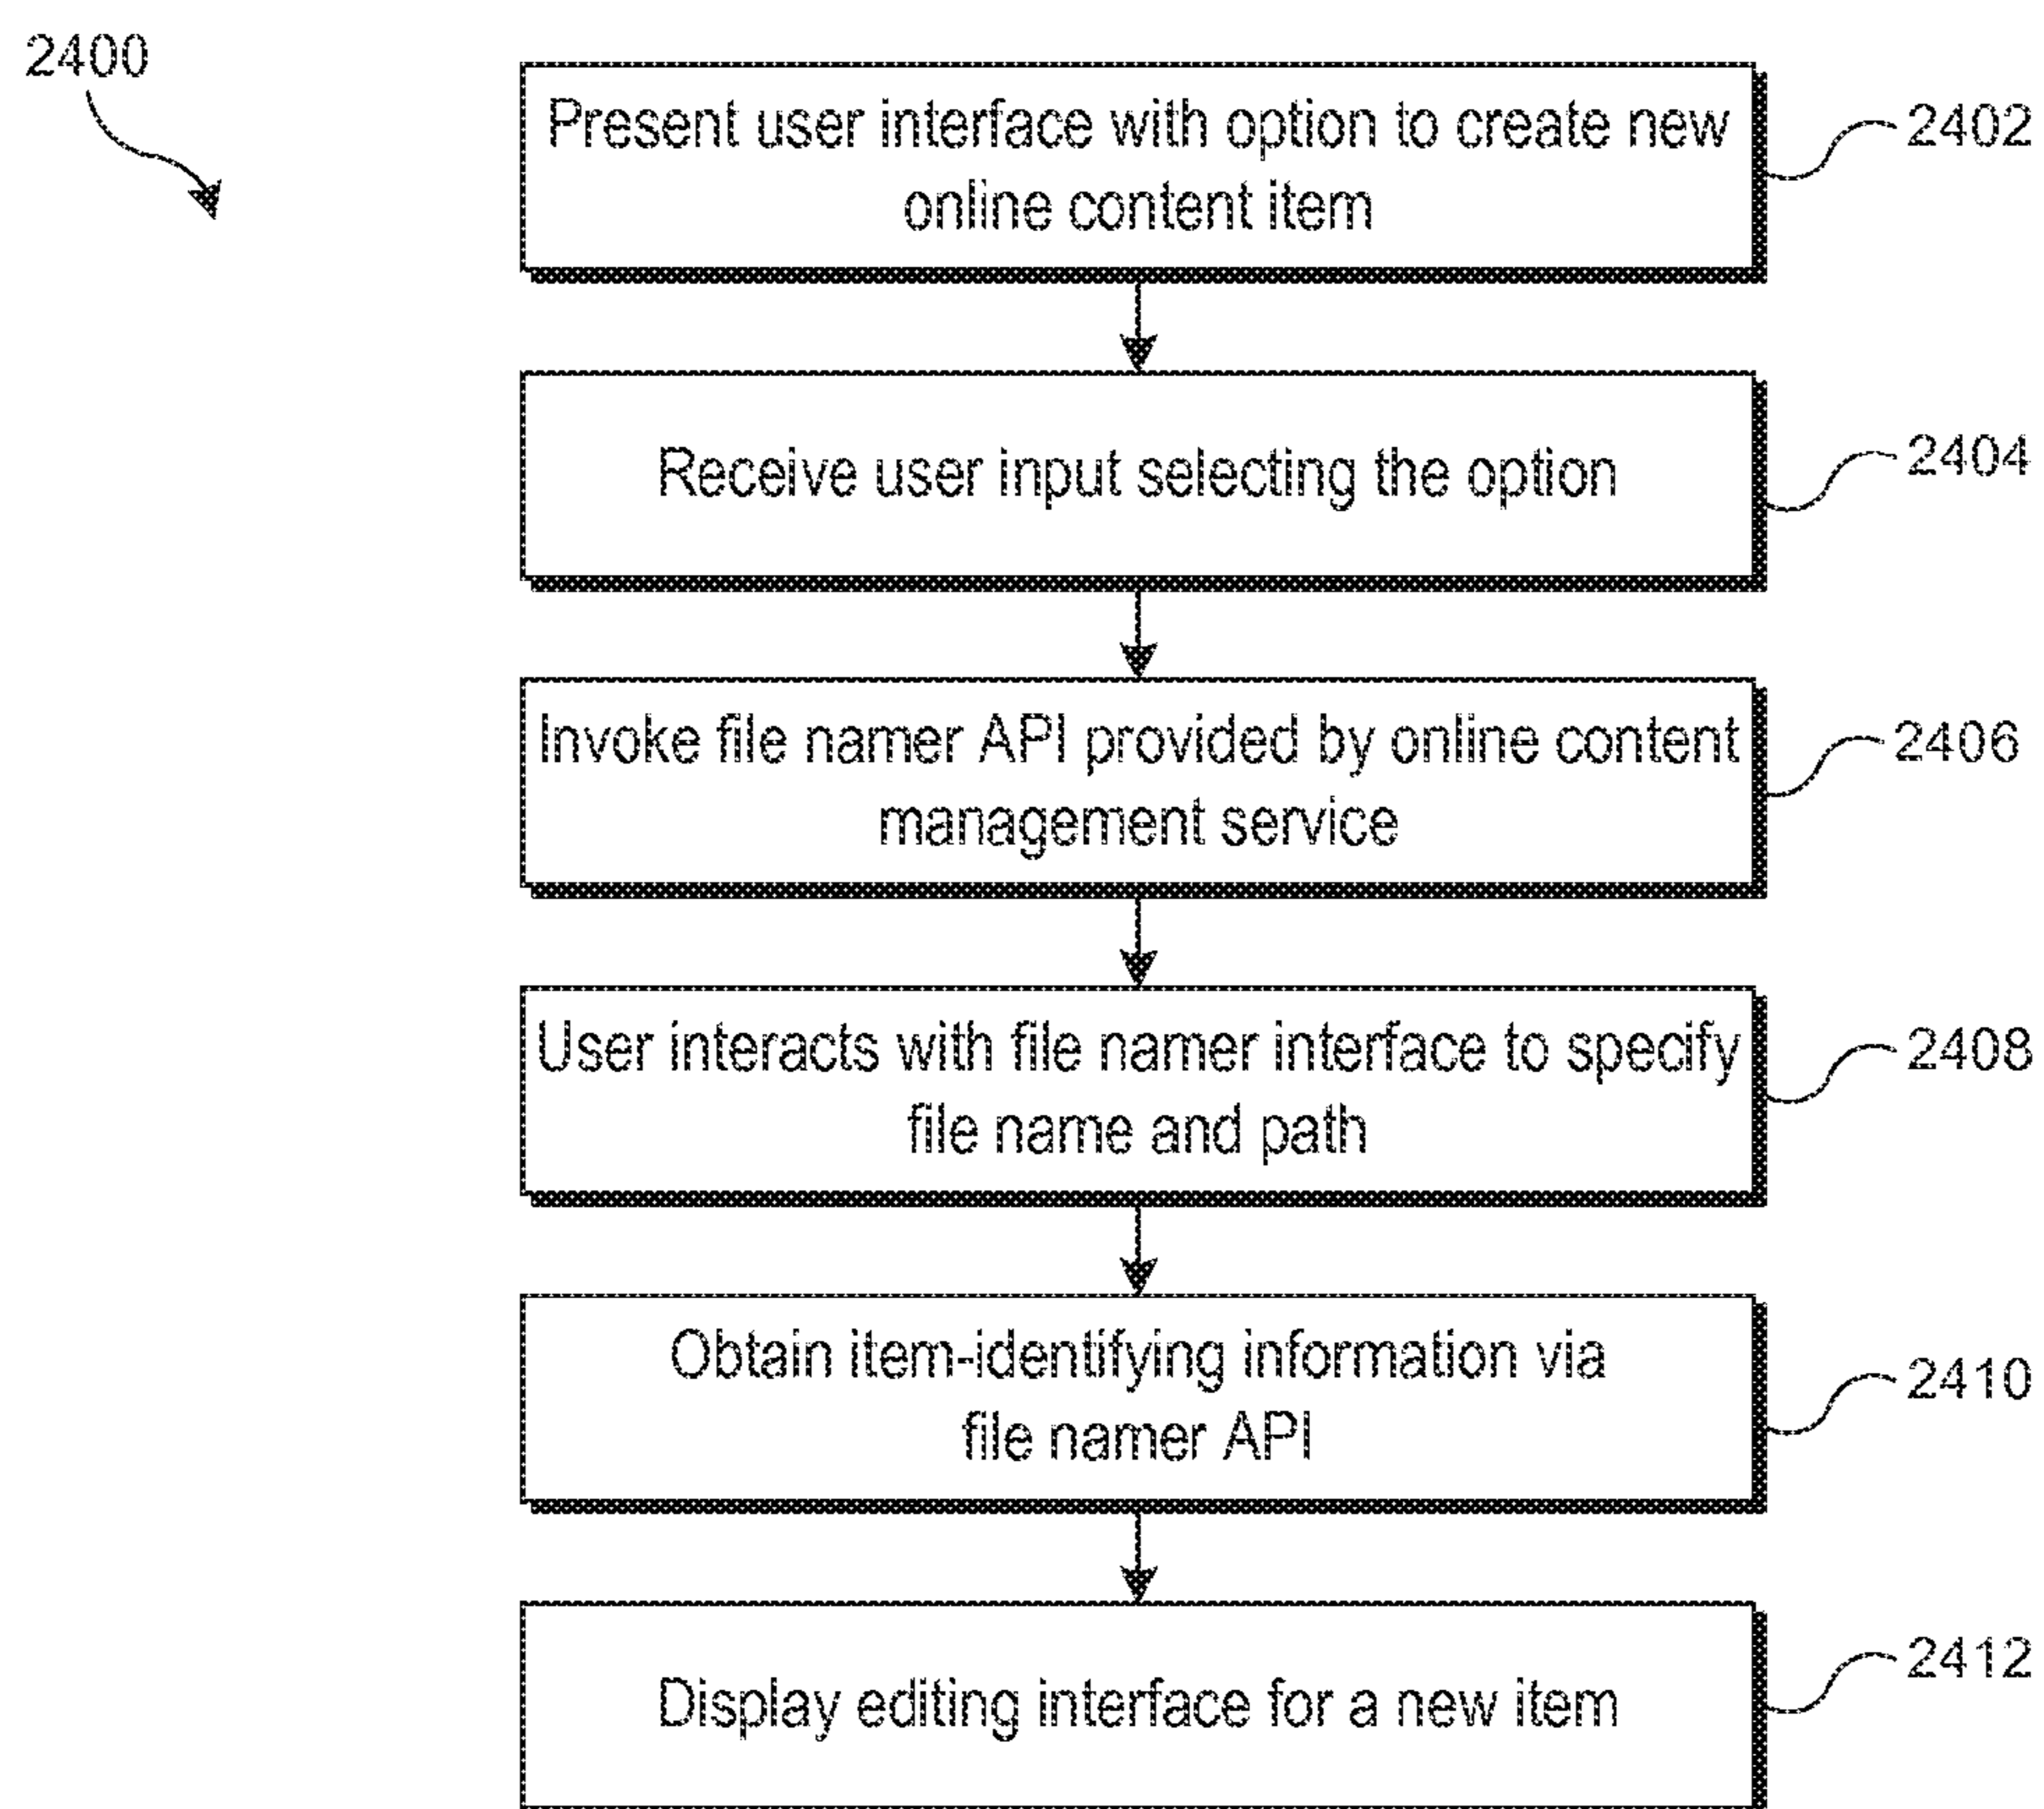 2400
Present user interface with option to create new
online content item
2402
Receive user input selecting the option
2404
Invoke file namer API provided by online content
management service
2406
User interacts with file namer interface to specify
file name and path
2408
Obtain item-identifying information via
file namer API
2410
Display editing interface for a new item
2412